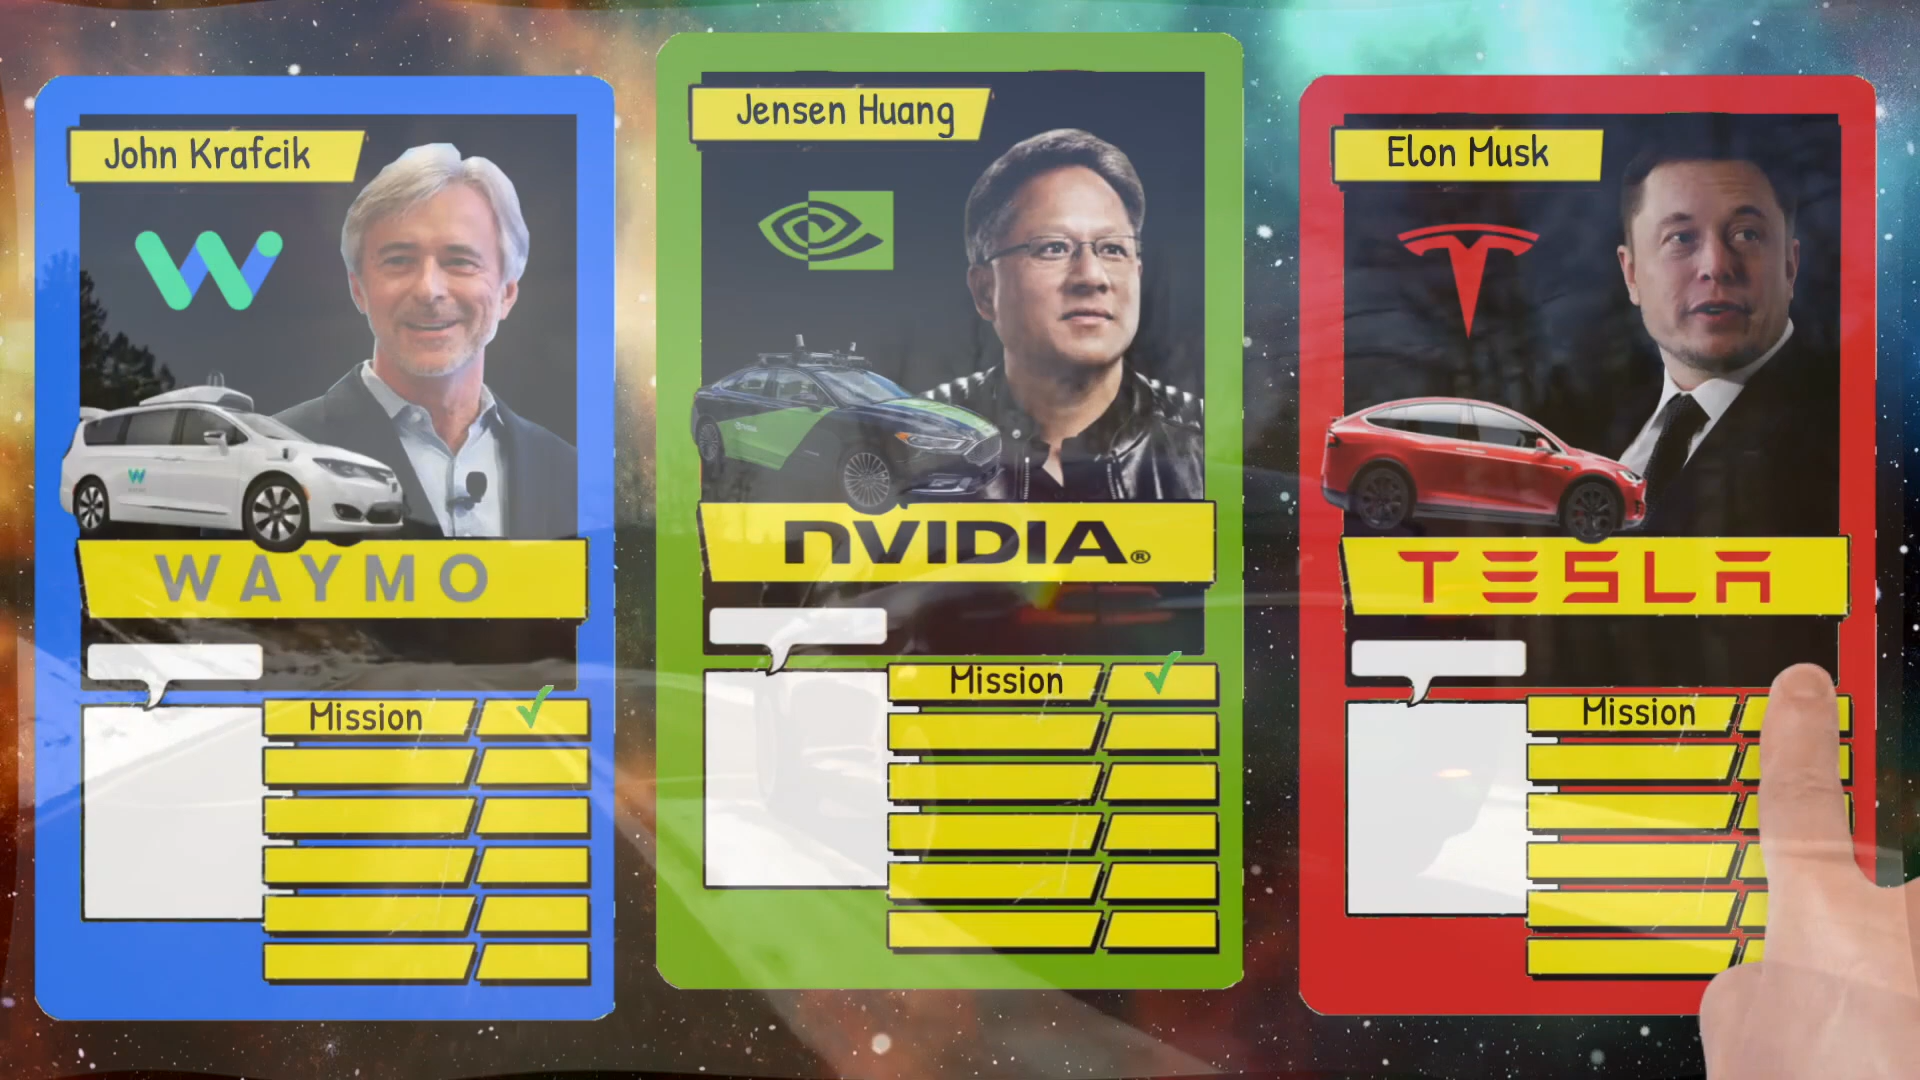 John Krafcik
WAYMO
Mission
Jensen Huang
nVIDIA®
Mission
Elon Musk
TESLA
Mission